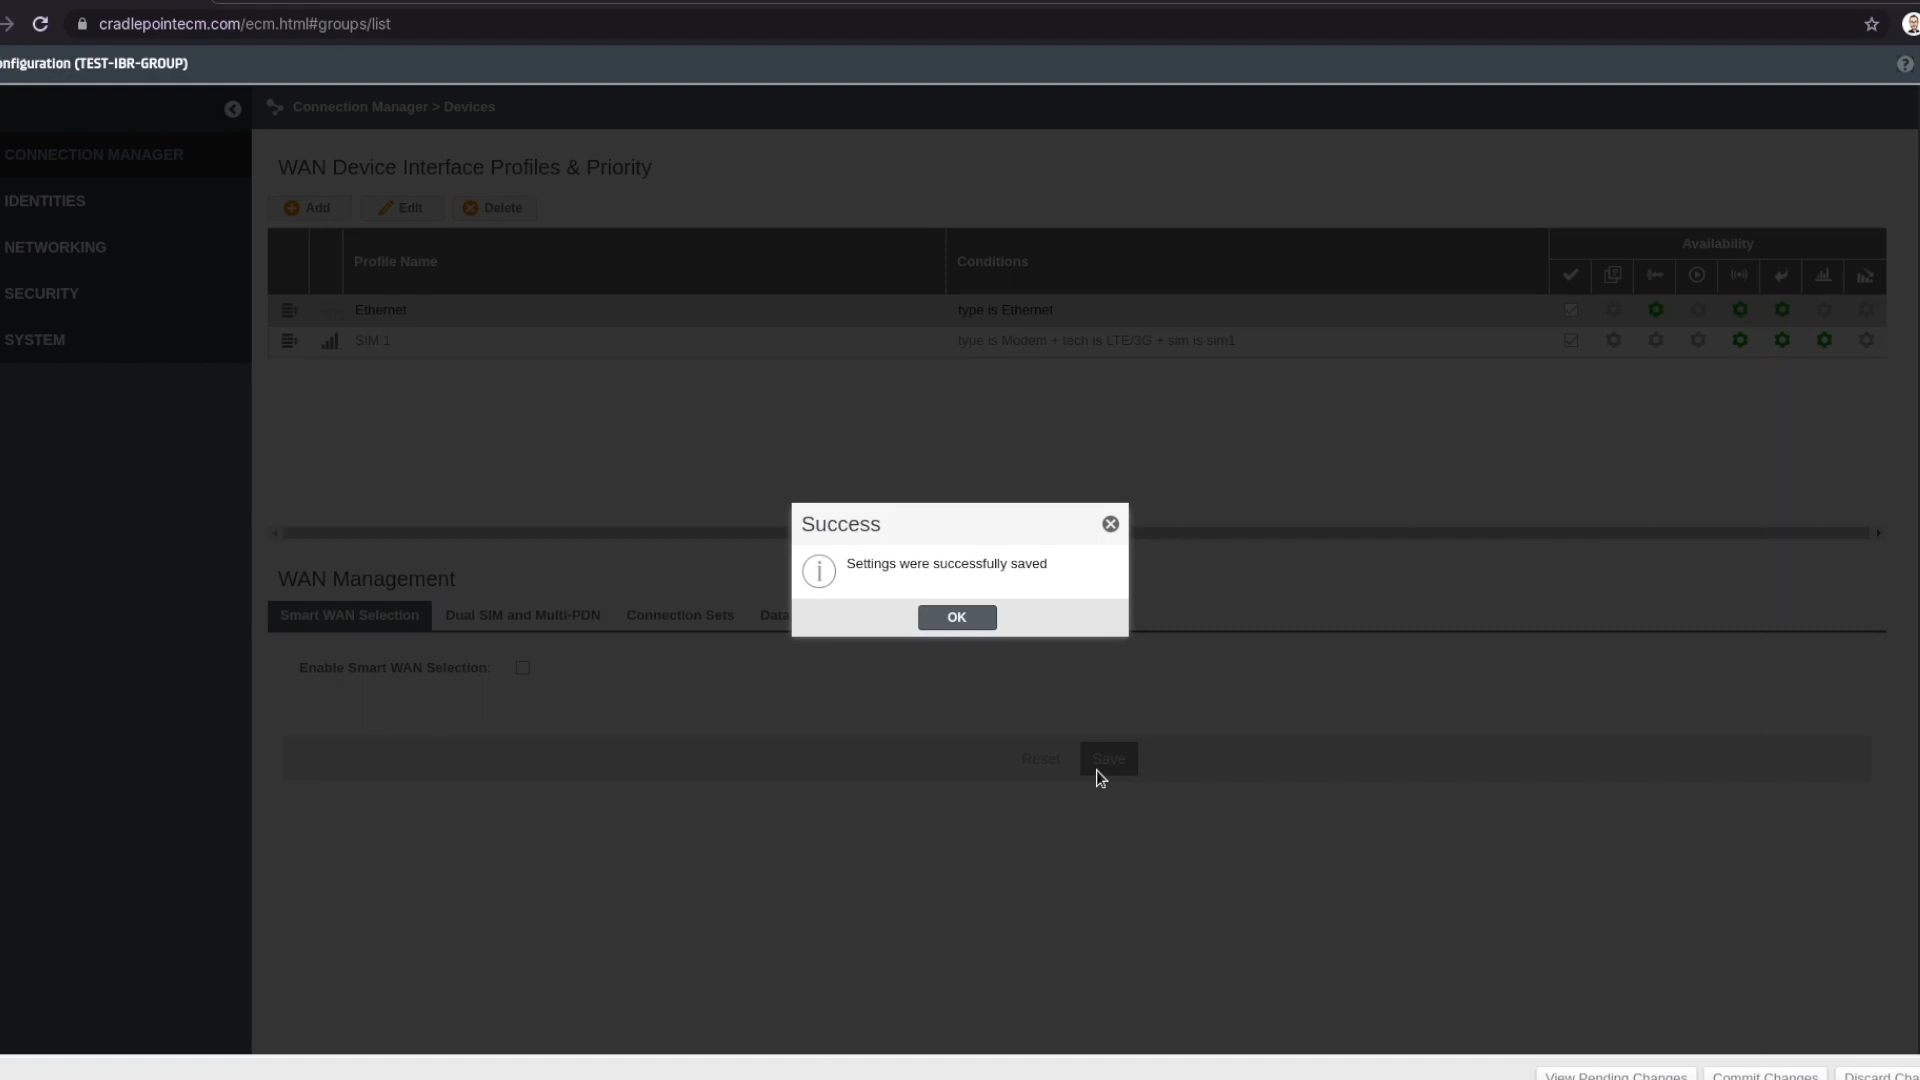 cradlepointecm.com/ecm.html#groups/list
onfiguration (TEST-IBR-GROUP)
Connection Manager > Devices
CONNECTION MANAGER
IDENTITIES
NETWORKING
SECURITY
SYSTEM
WAN Device Interface Profiles & Priority
Add Edit Delete
Availability
Profile Name Conditions
Ethernet type is Ethernet
SIM 1 type is Modem + tech is LTE/3G + sim is sim1
Success
Settings were successfully saved
OK
WAN Management
Smart WAN Selection Dual SIM and Multi-PDN Connection Sets Data
Enable Smart WAN Selection:
Reset Save
View Pending Changes Commit Changes Discard Cha